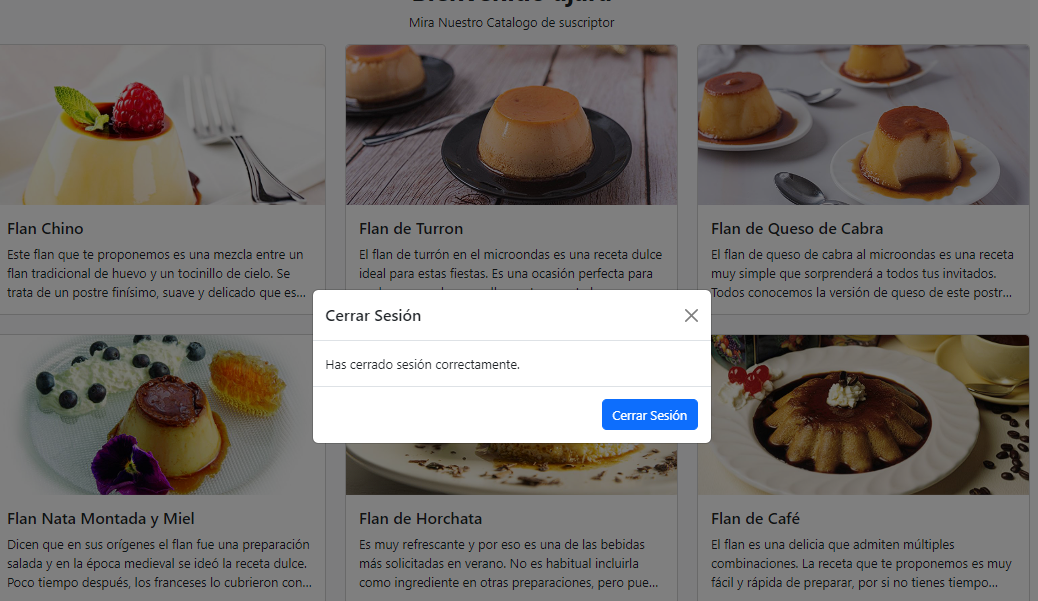 Mira Nuestro Catalogo de suscriptor
Flan Chino
Este flan que te proponemos es una mezcla entre un
flan tradicional de huevo y un tocinillo de cielo. Se
trata de un postre finísimo, suave y delicado que es...
Flan de Turron
El flan de turrón en el microondas es una receta dulce
ideal para estas fiestas. Es una ocasión perfecta para
Flan de Queso de Cabra
El flan de queso de cabra al microondas es una receta
muy simple que sorprenderá a todos tus invitados.
Todos conocemos la versión de queso de este postr...
Cerrar Sesión
Has cerrado sesión correctamente.
Cerrar Sesión
Flan Nata Montada y Miel
Dicen que en sus orígenes el flan fue una preparación
salada y en la época medieval se ideó la receta dulce.
Poco tiempo después, los franceses lo cubrieron con...
Flan de Horchata
Es muy refrescante y por eso es una de las bebidas
más solicitadas en verano. No es habitual incluirla
como ingrediente en otras preparaciones, pero pue...
Flan de Café
El flan es una delicia que admiten múltiples
combinaciones. La receta que te proponemos es muy
fácil y rápida de preparar, por si no tienes tiempo...